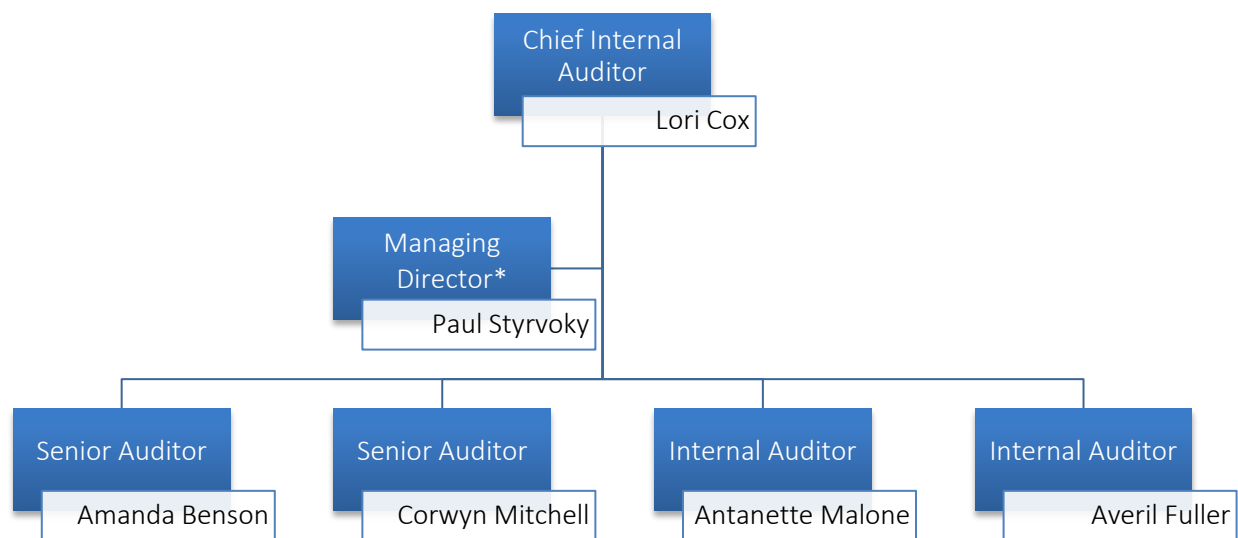 Chief Internal
Auditor
Lori Cox
Managing
Director*
Paul Styrvoky
Senior Auditor
Amanda Benson
Senior Auditor
Corwyn Mitchell
Internal Auditor
Antanette Malone
Internal Auditor
Averil Fuller